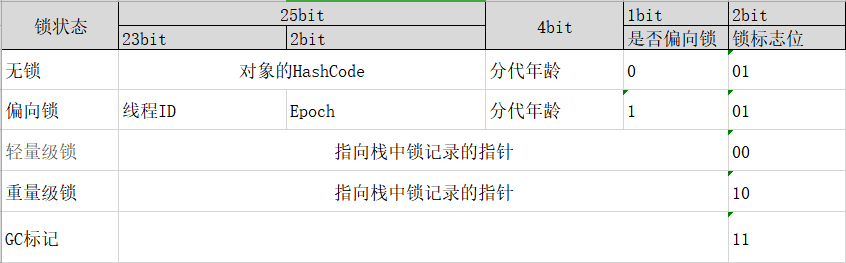 锁状态 25bit 4bit 1bit 2bit
23bit 2bit 是否偏向锁 锁标志位
无锁 对象的HashCode 分代年龄 0 01
偏向锁 线程ID Epoch 分代年龄 1 01
轻量级锁 指向栈中锁记录的指针 00
重量级锁 指向栈中锁记录的指针 10
GC标记 11